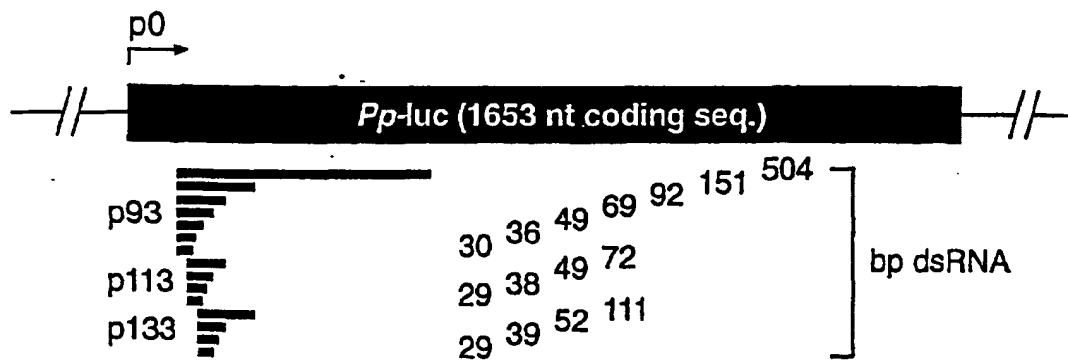 p0
Pp-luc (1653 nt coding seq.)
p93
30 36 49 69 92 151 504
p113
29 38 49 72
p133
29 39 52 111
bp dsRNA